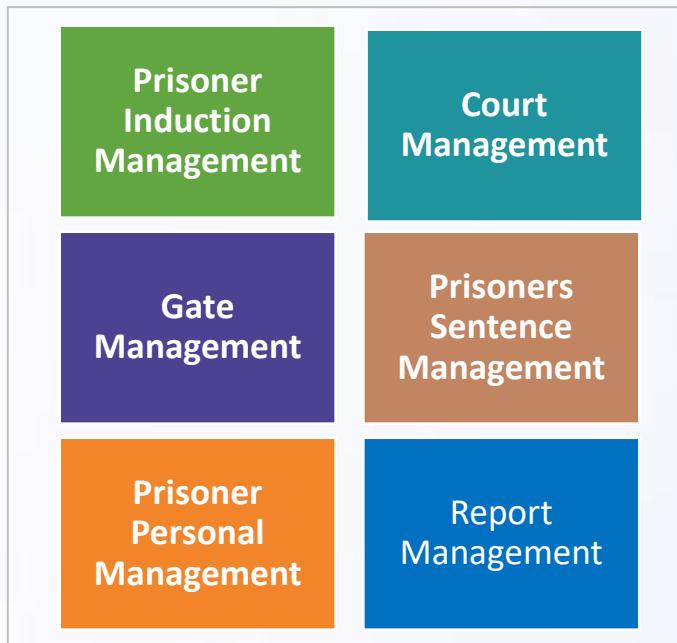 Prisoner
Induction
Management
Court
Management
Gate
Management
Prisoners
Sentence
Management
Prisoner
Personal
Management
Report
Management